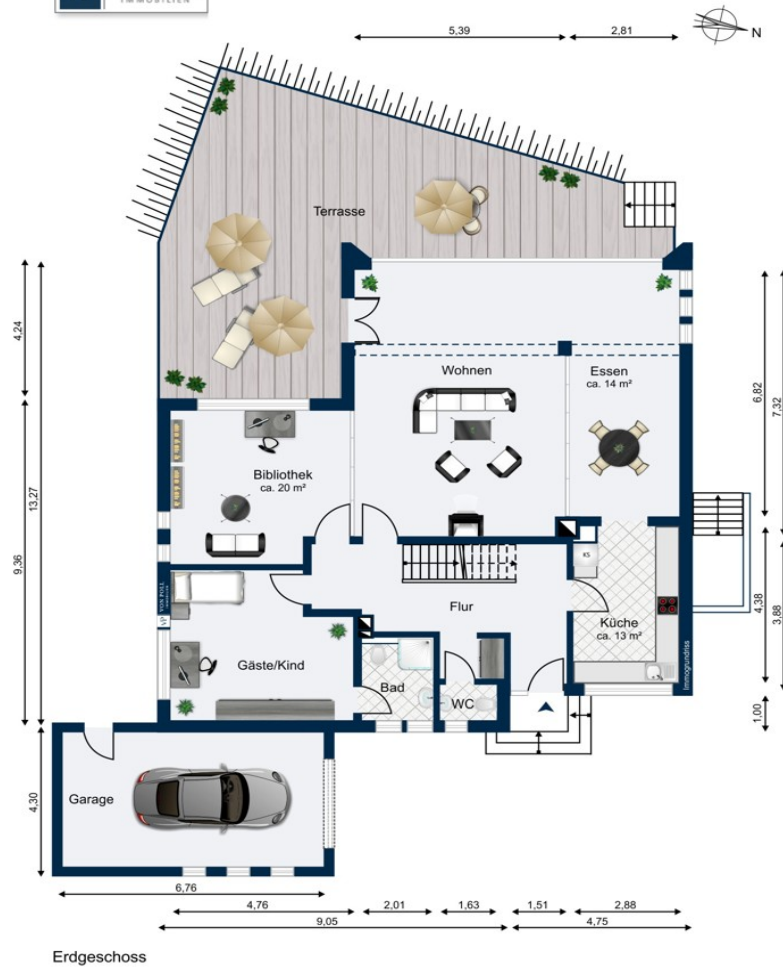 IMMOBILIEN
N
5,39
2,81
Terrasse
4,24
Wohnen
Essen
ca. 14 m²
6,82
7,32
Bibliothek
ca. 20 m²
13,27
9,36
KS
VON POLL
VP
Flur
Küche
ca. 13 m²
4,38
3,88
Gäste/Kind
Bad
WC
Immogrundriss
1,00
Garage
4,30
6,76
4,76
2,01
1,63
1,51
2,88
9,05
4,75
Erdgeschoss